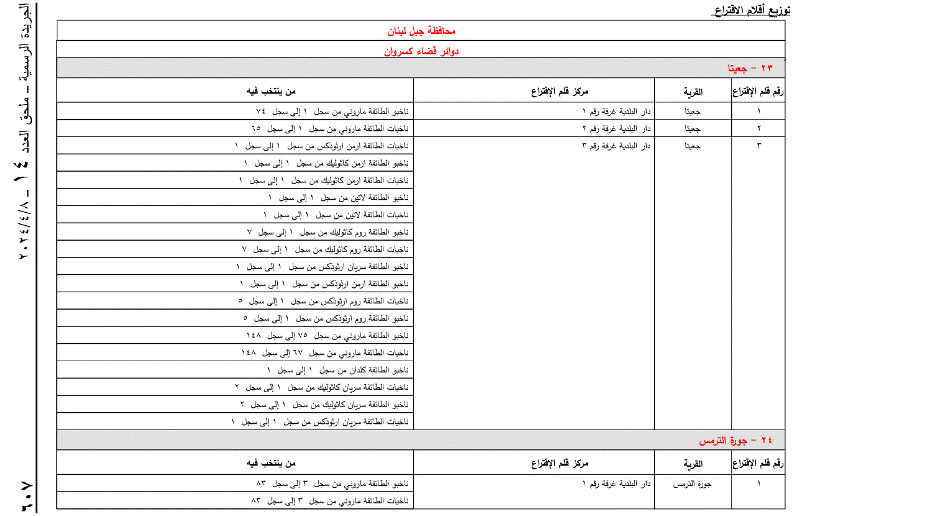 توزيع أقلام الاقتراع
محافظة جبل لبنان
دوائر قضاء كسروان
٢٣ - جعيتا
رقم قلم الإقتراع القرية مركز قلم الإقتراع من ينتخب فيه
١ جعيتا دار البلدية غرفة رقم ١ ناخبو الطائفة ماروني من سجل ١ إلى سجل ٧٤
٢ جعيتا دار البلدية غرفة رقم ٢ ناخبات الطائفة ماروني من سجل ١ إلى سجل ٦٥
٣ جعيتا دار البلدية غرفة رقم ٣ ناخبات الطائفة ارمن ارثوذكس من سجل ١ إلى سجل ١
ناخبو الطائفة ارمن كاثوليك من سجل ١ إلى سجل ١
ناخبات الطائفة ارمن كاثوليك من سجل ١ إلى سجل ١
ناخبو الطائفة لاتين من سجل ١ إلى سجل ١
ناخبات الطائفة لاتين من سجل ١ إلى سجل ١
ناخبو الطائفة روم كاثوليك من سجل ١ إلى سجل ٧
ناخبات الطائفة روم كاثوليك من سجل ١ إلى سجل ٧
ناخبو الطائفة سريان ارثوذكس من سجل ١ إلى سجل ١
ناخبو الطائفة ارمن ارثوذكس من سجل ١ إلى سجل ١
ناخبات الطائفة روم ارثوذكس من سجل ١ إلى سجل ٥
ناخبو الطائفة روم ارثوذكس من سجل ١ إلى سجل ٥
ناخبو الطائفة ماروني من سجل ٧٥ إلى سجل ١٤٨
ناخبات الطائفة ماروني من سجل ٦٧ إلى سجل ١٤٨
ناخبو الطائفة كلدان من سجل ١ إلى سجل ١
ناخبات الطائفة سريان كاثوليك من سجل ١ إلى سجل ٢
ناخبو الطائفة سريان كاثوليك من سجل ١ إلى سجل ٢
ناخبات الطائفة سريان ارثوذكس من سجل ١ إلى سجل ١
٢٤ - جورة الترمس
رقم قلم الإقتراع القرية مركز قلم الإقتراع من ينتخب فيه
١ جورة الترمس دار البلدية غرفة رقم ١ ناخبو الطائفة ماروني من سجل ٣ إلى سجل ٨٣
ناخبات الطائفة ماروني من سجل ٣ إلى سجل ٨٣
الجريدة الرسمية – ملحق العدد ١٤ – ٢٠٢٤/٤/٨
٦٠٧